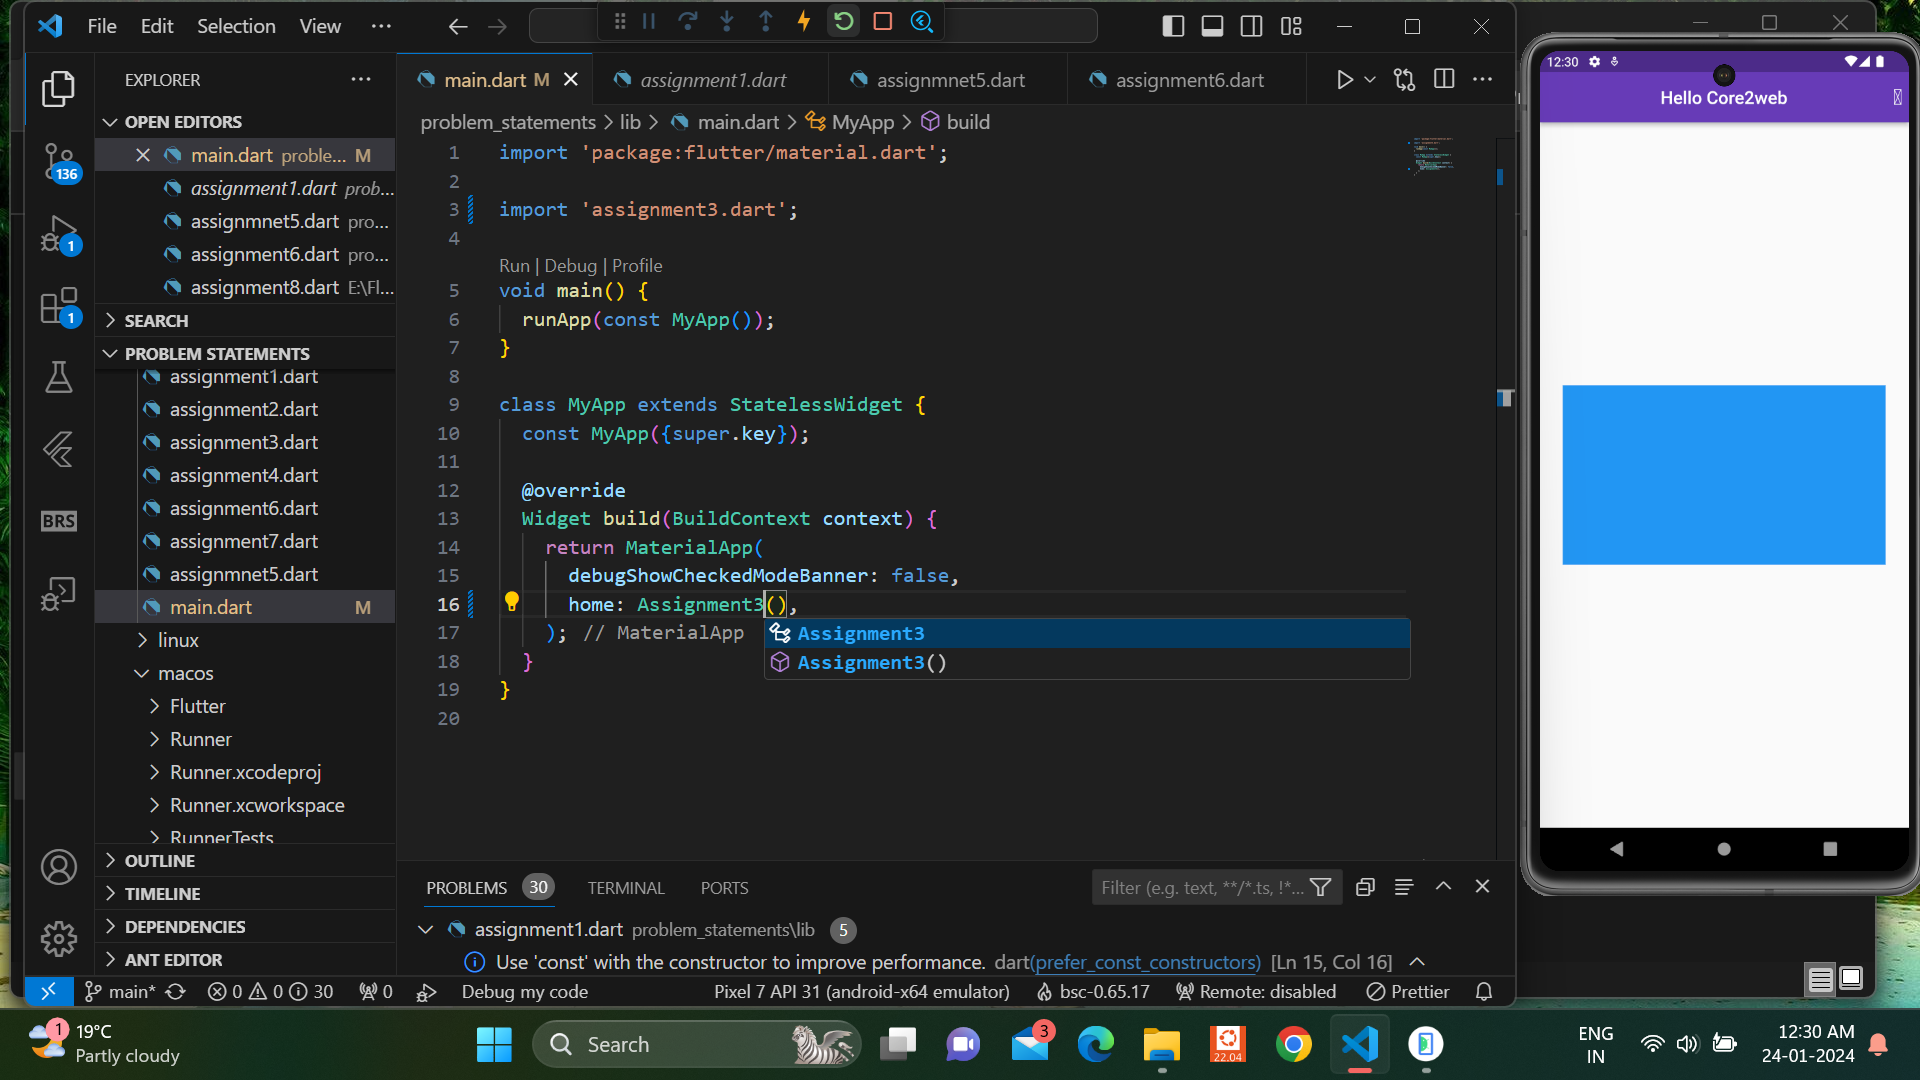 File Edit Selection View
EXPLORER
OPEN EDITORS
main.dart proble... M
assignment1.dart prob...
assignmnet5.dart pro...
assignment6.dart pro...
assignment8.dart E:\Fl...
SEARCH
PROBLEM STATEMENTS
assignment1.dart
assignment2.dart
assignment3.dart
assignment4.dart
assignment6.dart
assignment7.dart
assignmnet5.dart
main.dart M
linux
macos
Flutter
Runner
Runner.xcodeproj
Runner.xcworkspace
RunnerTests
OUTLINE
TIMELINE
DEPENDENCIES
ANT EDITOR
136
1
1
BRS
main.dart M assignment1.dart assignmnet5.dart assignment6.dart
problem_statements > lib > main.dart > MyApp > build
1 import 'package:flutter/material.dart';
2
3 import 'assignment3.dart';
4
Run | Debug | Profile
5 void main() {
6 runApp(const MyApp());
7 }
8
9 class MyApp extends StatelessWidget {
10 const MyApp({super.key});
11
12 @override
13 Widget build(BuildContext context) {
14 return MaterialApp(
15 debugShowCheckedModeBanner: false,
16 home: Assignment3(),
17 ); // MaterialApp
18 }
19 }
20
Assignment3
Assignment3()
PROBLEMS 30 TERMINAL PORTS
Filter (e.g. text, **/*.ts, !*...
assignment1.dart problem_statements\lib 5
Use 'const' with the constructor to improve performance. dart(prefer_const_constructors) [Ln 15, Col 16]
main* 0 0 30 0 Debug my code Pixel 7 API 31 (android-x64 emulator) bsc-0.65.17 Remote: disabled Prettier
12:30
Hello Core2web
1
19°C
Partly cloudy
Search
3
22.04
ENG
IN
12:30 AM
24-01-2024